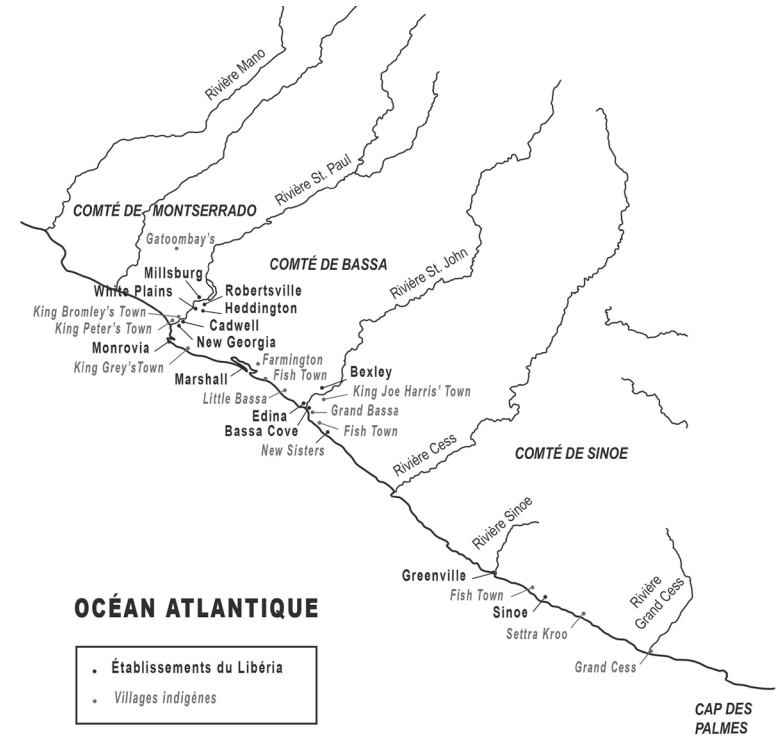 Rivière Mano
Rivière St. Paul
COMTÉ DE MONTSERRADO
Gatoombay's
COMTÉ DE BASSA
Rivière St. John
Millsburg
White Plains
Robertsville
Heddington
King Bromley's Town
King Peter's Town
Cadwell
New Georgia
Monrovia
King Grey'sTown
Farmington
Fish Town
Marshall
Bexley
King Joe Harris' Town
Little Bassa
Edina
Grand Bassa
Bassa Cove
Fish Town
New Sisters
Rivière Cess
COMTÉ DE SINOE
Rivière Sinoe
Greenville
Fish Town
Sinoe
Settra Kroo
Rivière
Grand Cess
Grand Cess
OCÉAN ATLANTIQUE
Établissements du Libéria
Villages indigènes
CAP DES
PALMES